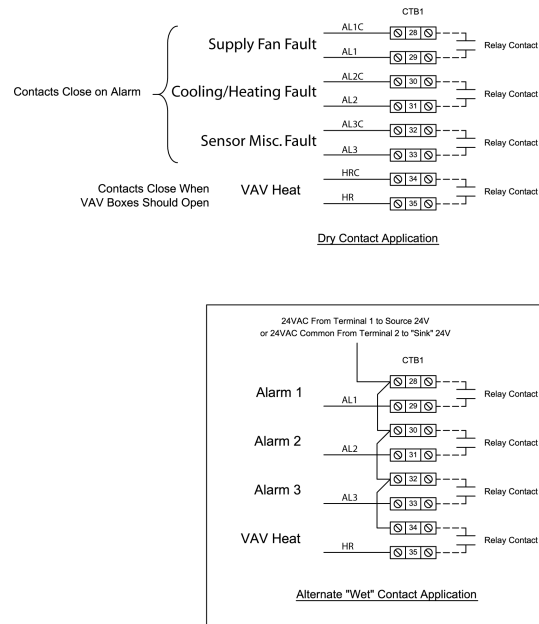 CTB1
AL1C
28
Supply Fan Fault
Relay Contact
AL1
29
AL2C
30
Contacts Close on Alarm
Cooling/Heating Fault
Relay Contact
AL2
31
AL3C
32
Sensor Misc. Fault
Relay Contact
AL3
33
HRC
34
Contacts Close When
VAV Boxes Should Open
VAV Heat
Relay Contact
HR
35
Dry Contact Application
24VAC From Terminal 1 to Source 24V
or 24VAC Common From Terminal 2 to "Sink" 24V
CTB1
28
Alarm 1
Relay Contact
AL1
29
30
Alarm 2
Relay Contact
AL2
31
32
Alarm 3
Relay Contact
AL3
33
34
VAV Heat
Relay Contact
HR
35
Alternate "Wet" Contact Application